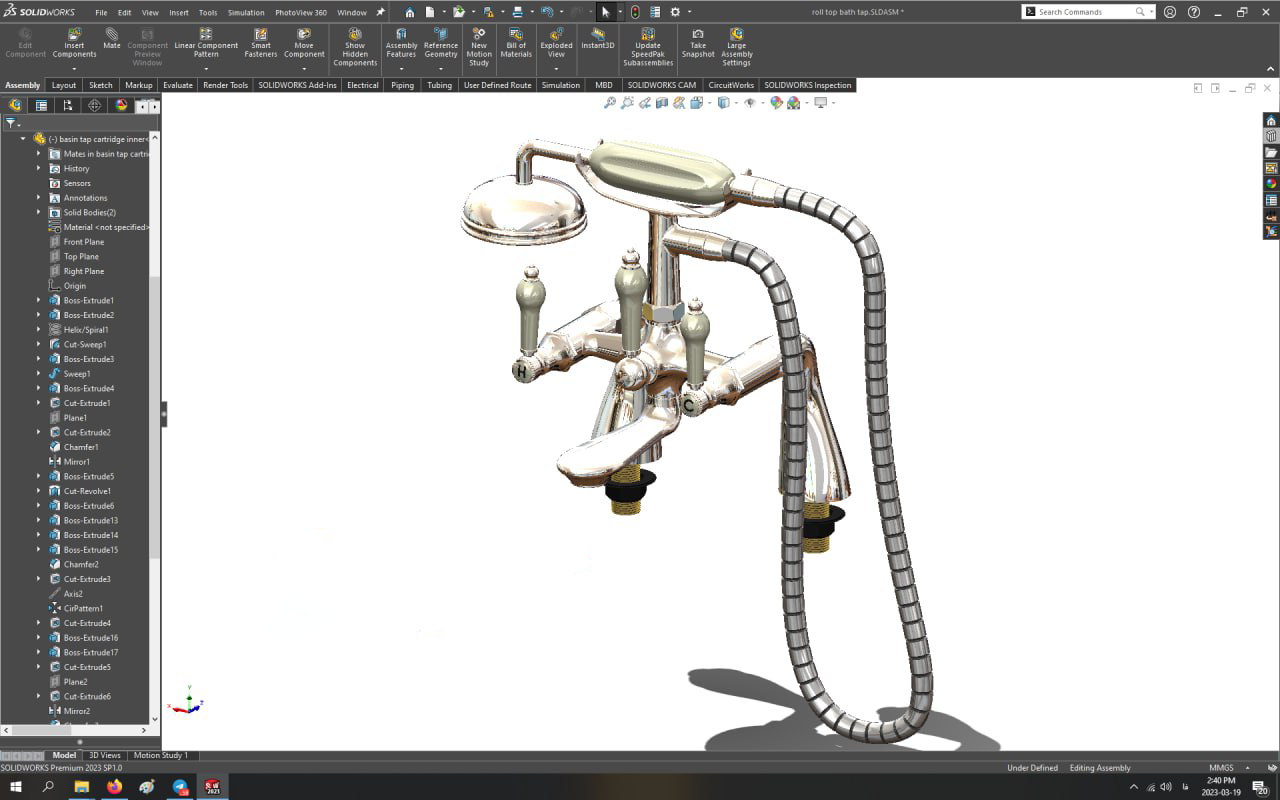 SOLIDWORKS
File Edit View Insert Tools Simulation PhotoView 360 Window
roll top bath tap.SLDASM *
Search Commands
Edit Component
Insert Components
Mate
Component Preview Window
Linear Component Pattern
Smart Fasteners
Move Component
Show Hidden Components
Assembly Features
Reference Geometry
New Motion Study
Bill of Materials
Exploded View
Instant3D
Update SpeedPak Subassemblies
Take Snapshot
Large Assembly Settings
Assembly Layout Sketch Markup Evaluate Render Tools SOLIDWORKS Add-Ins Electrical Piping Tubing User Defined Route Simulation MBD SOLIDWORKS CAM CircuitWorks SOLIDWORKS Inspection
(-) basin tap cartridge inner<
Mates in basin tap cartri
History
Sensors
Annotations
Solid Bodies(2)
Material <not specified>
Front Plane
Top Plane
Right Plane
Origin
Boss-Extrude1
Boss-Extrude2
Helix/Spiral1
Cut-Sweep1
Boss-Extrude3
Sweep1
Boss-Extrude4
Cut-Extrude1
Plane1
Cut-Extrude2
Chamfer1
Mirror1
Boss-Extrude5
Cut-Revolve1
Boss-Extrude6
Boss-Extrude13
Boss-Extrude14
Boss-Extrude15
Chamfer2
Cut-Extrude3
Axis2
CirPattern1
Cut-Extrude4
Boss-Extrude16
Boss-Extrude17
Cut-Extrude5
Plane2
Cut-Extrude6
Mirror2
H
C
Y
X
Z
Model 3D Views Motion Study 1
SOLIDWORKS Premium 2023 SP1.0
Under Defined Editing Assembly MMGS
2:40 PM
2023-03-19
20